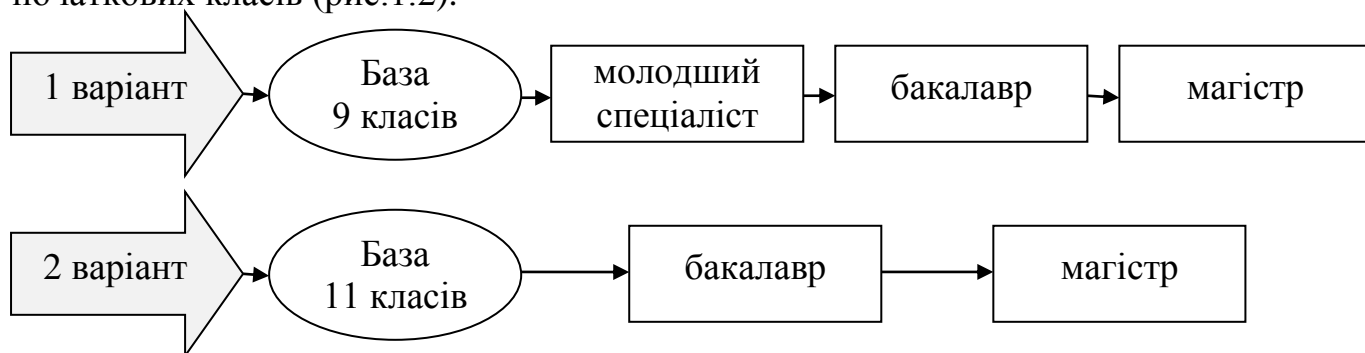 початкових класів (рис.1.2).
1 варіант
База
9 класів
молодший
спеціаліст
бакалавр
магістр
2 варіант
База
11 класів
бакалавр
магістр